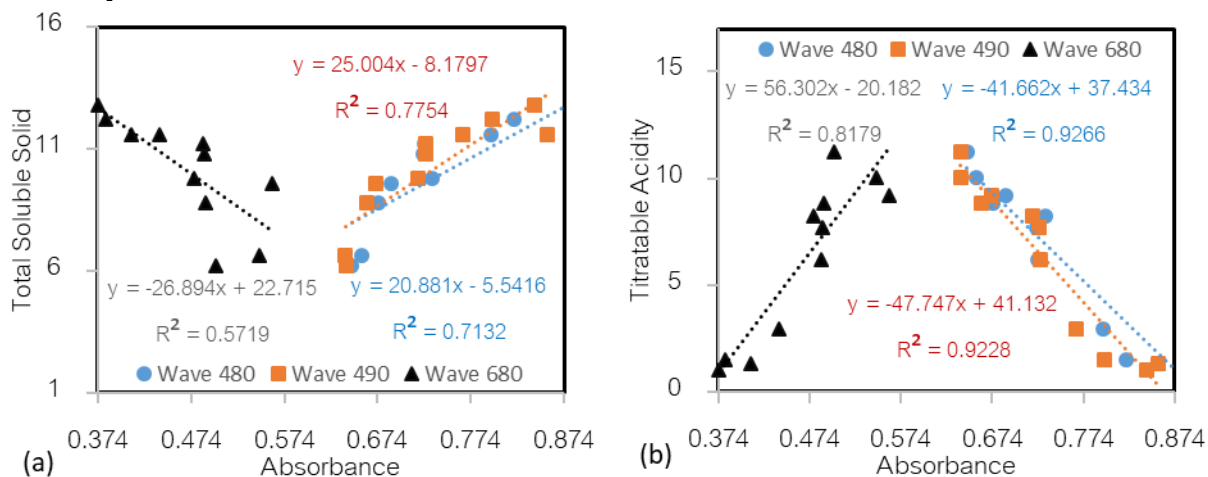 16
11
6
1
Total Soluble Solid
y = 25.004x - 8.1797
R² = 0.7754
y = -26.894x + 22.715
R² = 0.5719
y = 20.881x - 5.5416
R² = 0.7132
Wave 480 Wave 490 Wave 680
0.374 0.474 0.574 0.674 0.774 0.874
Absorbance
(a)
15
10
5
0
Titratable Acidity
Wave 480 Wave 490 Wave 680
y = 56.302x - 20.182 y = -41.662x + 37.434
R² = 0.8179 R² = 0.9266
y = -47.747x + 41.132
R² = 0.9228
0.374 0.474 0.574 0.674 0.774 0.874
Absorbance
(b)